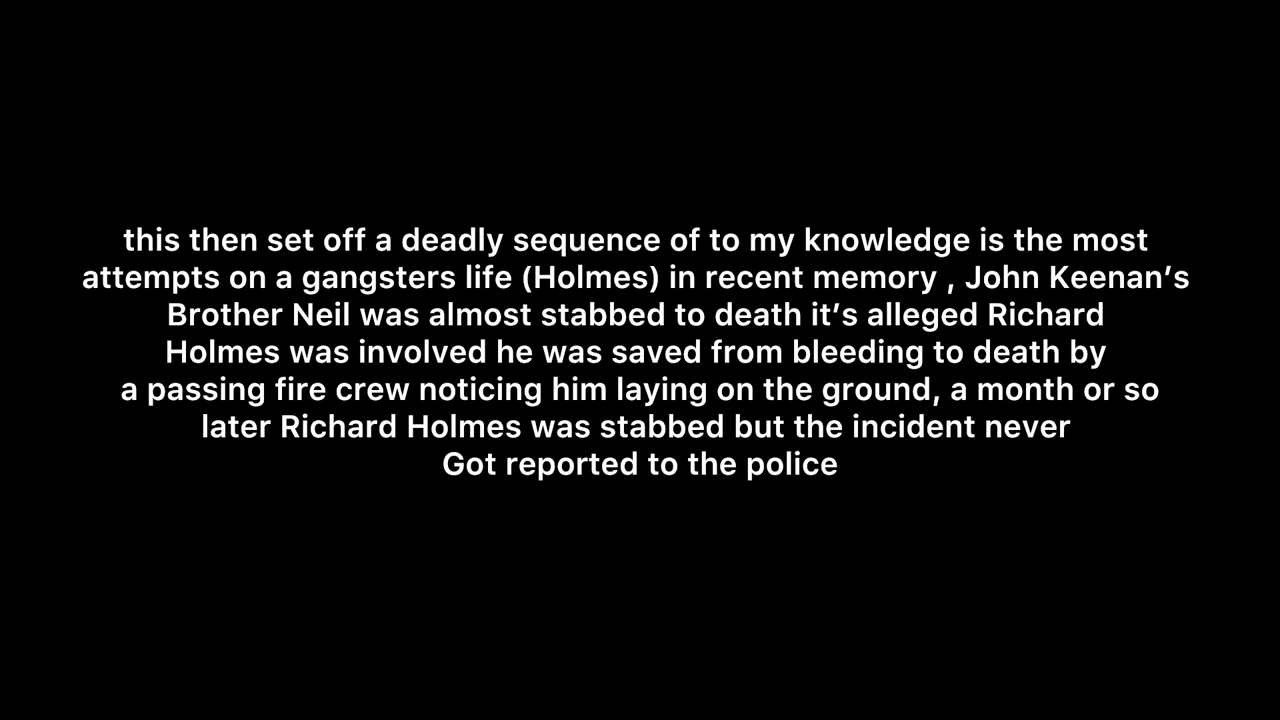 this then set off a deadly sequence of to my knowledge is the most
attempts on a gangsters life (Holmes) in recent memory , John Keenan’s
Brother Neil was almost stabbed to death it’s alleged Richard
Holmes was involved he was saved from bleeding to death by
a passing fire crew noticing him laying on the ground, a month or so
later Richard Holmes was stabbed but the incident never
Got reported to the police